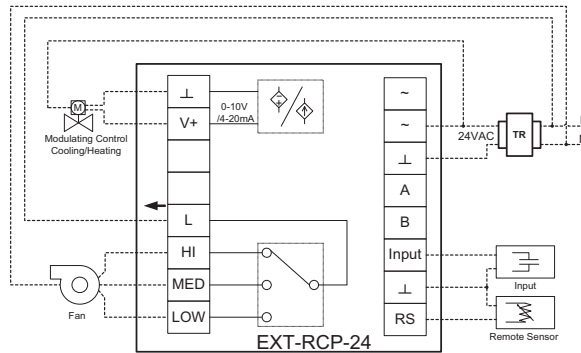 ⊥
V+
0-10V
/4-20mA
M
Modulating Control
Cooling/Heating
L
HI
MED
LOW
Fan
~
~
⊥
A
B
Input
⊥
RS
24VAC
TR
Input
Remote Sensor
EXT-RCP-24